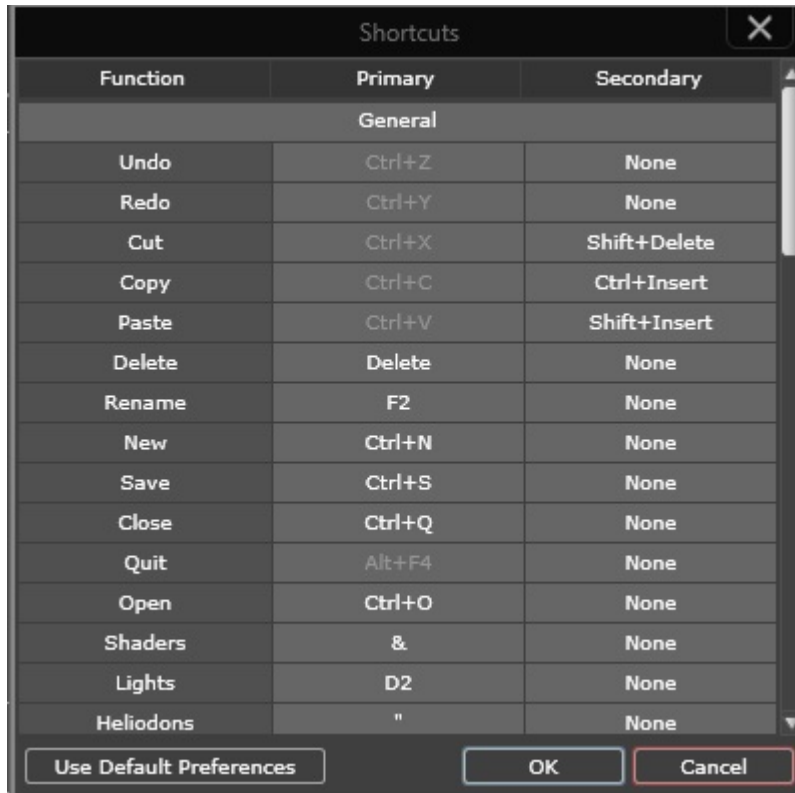 Shortcuts
Function Primary Secondary
General
Undo Ctrl+Z None
Redo Ctrl+Y None
Cut Ctrl+X Shift+Delete
Copy Ctrl+C Ctrl+Insert
Paste Ctrl+V Shift+Insert
Delete Delete None
Rename F2 None
New Ctrl+N None
Save Ctrl+S None
Close Ctrl+Q None
Quit Alt+F4 None
Open Ctrl+O None
Shaders & None
Lights D2 None
Heliodons " None
Use Default Preferences OK Cancel